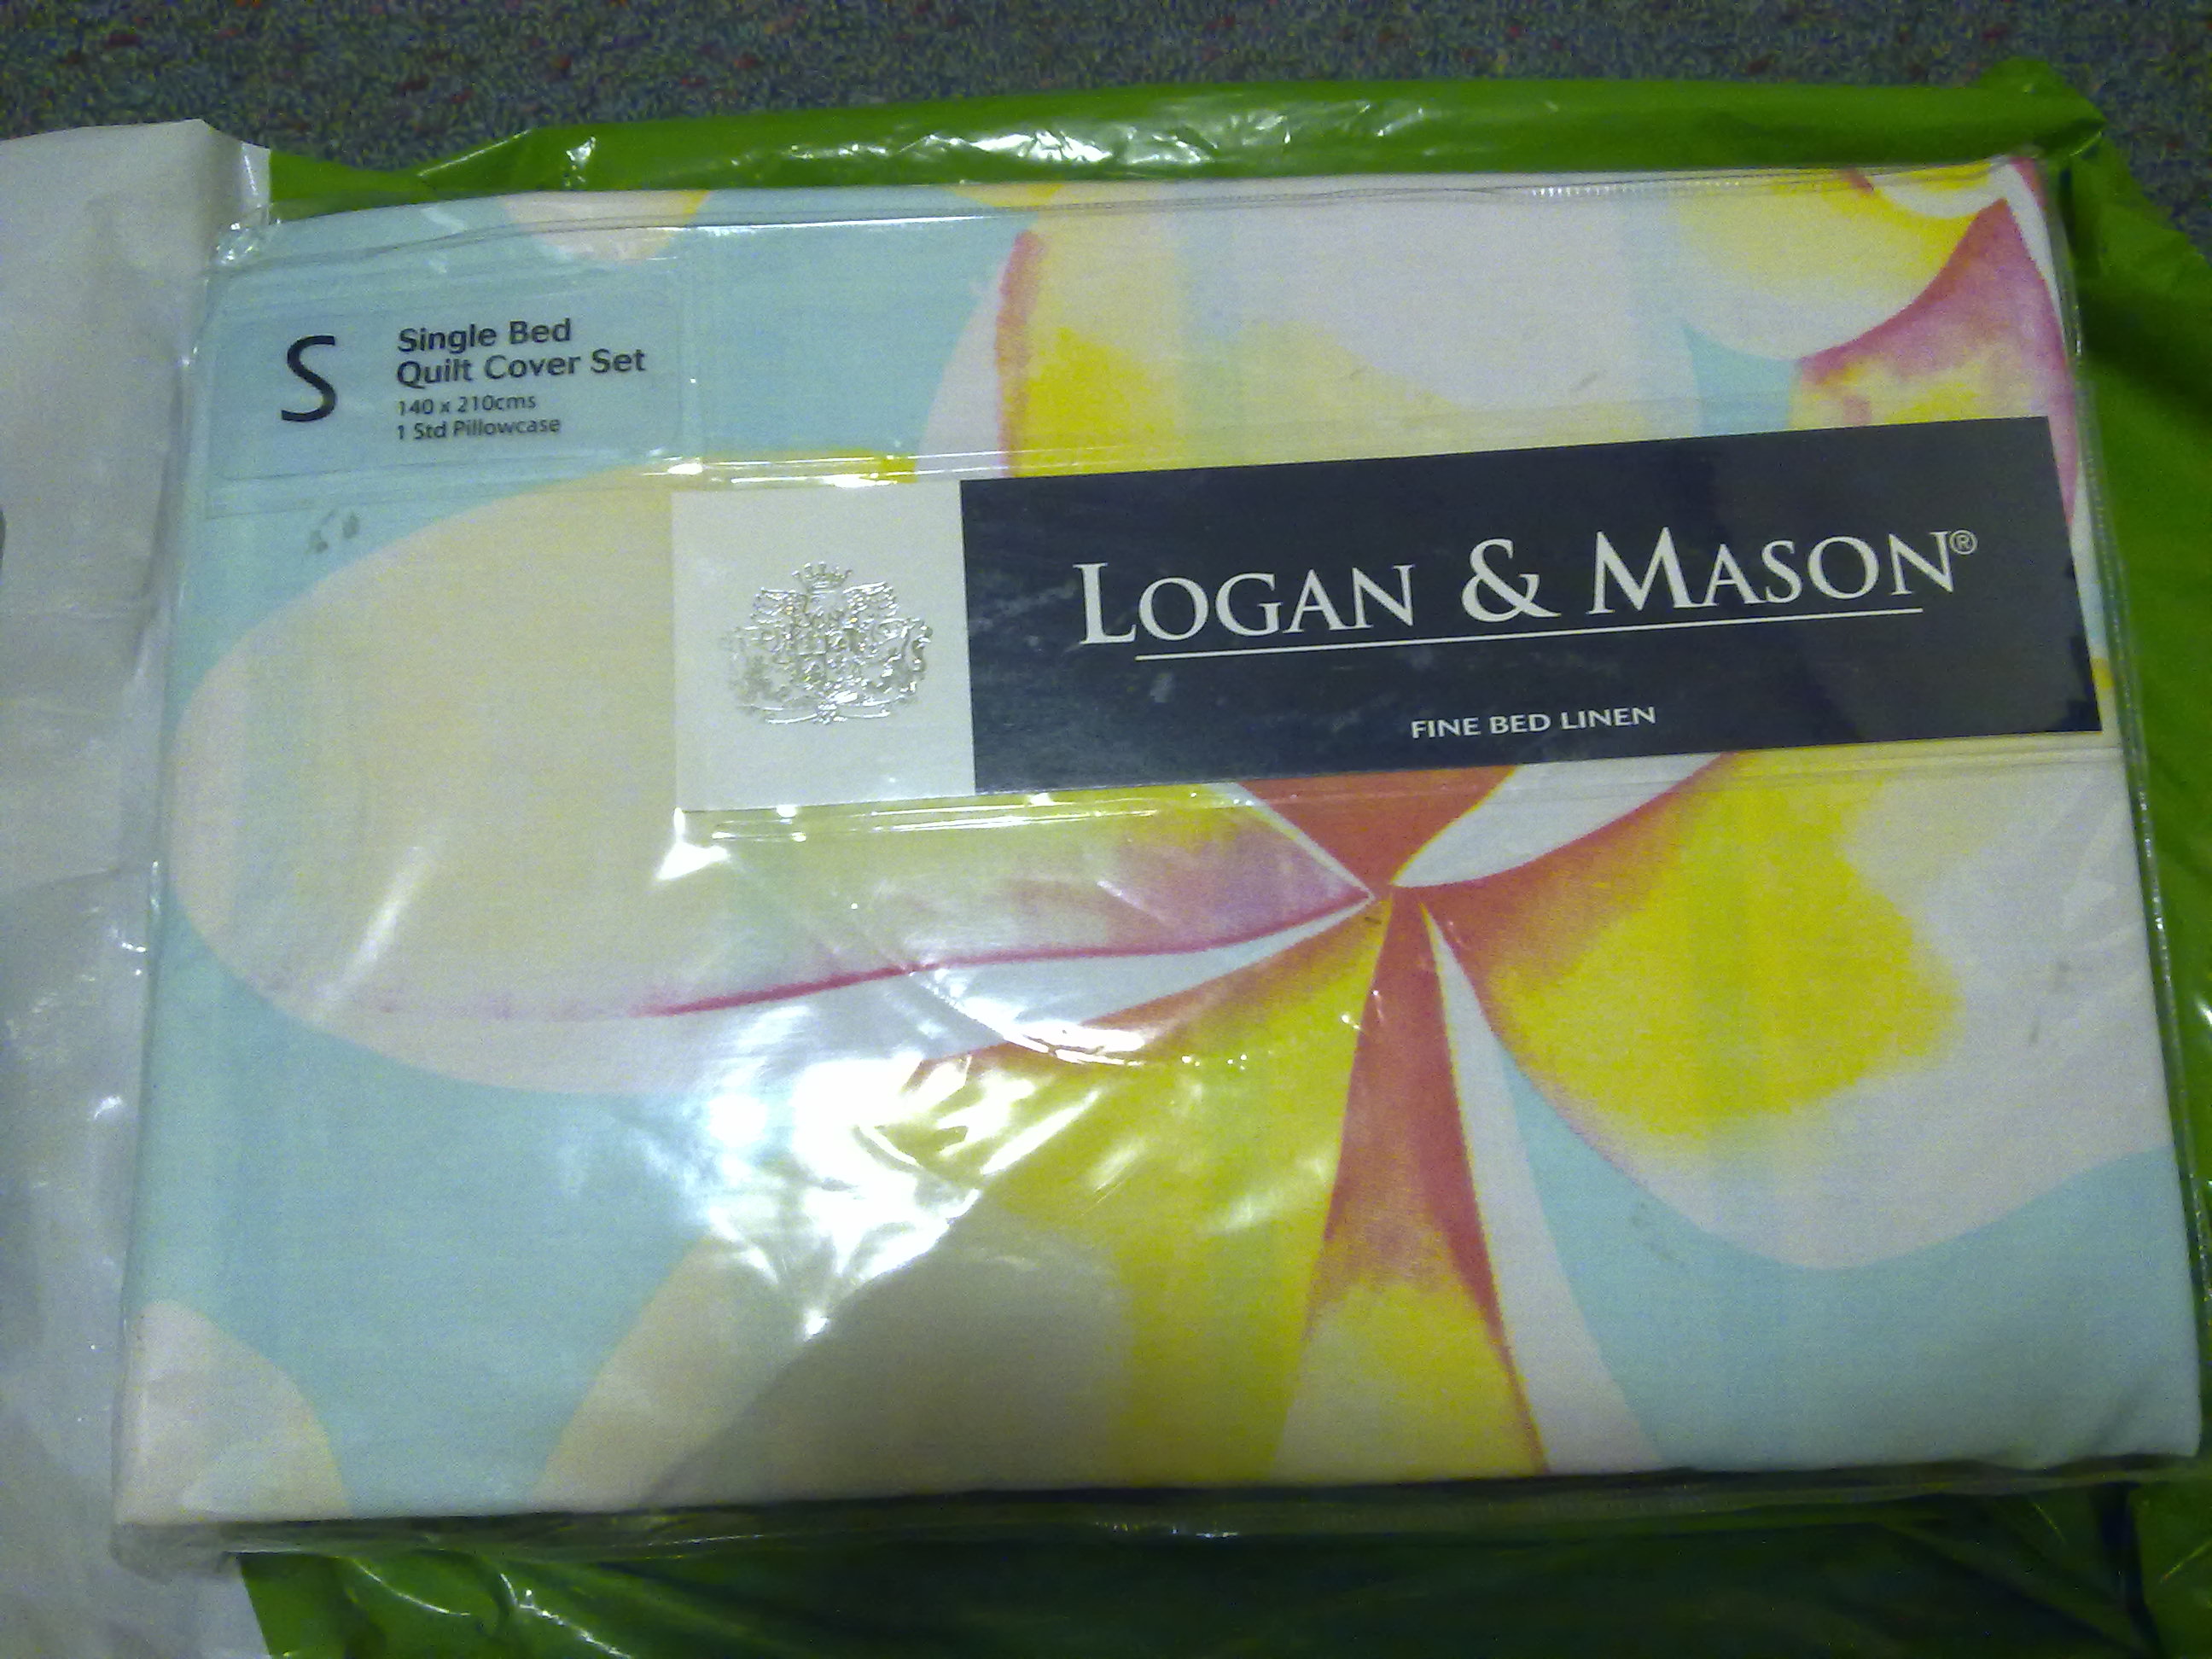 S
Single Bed
Quilt Cover Set
140 x 210cms
1 Std Pillowcase
LOGAN & MASON®
FINE BED LINEN